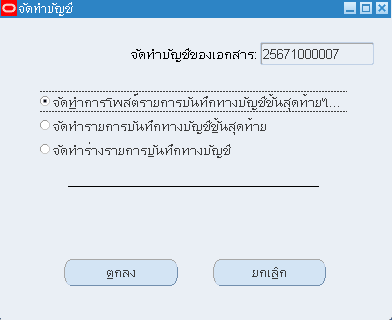 จัดทำบัญชี
จัดทำบัญชีของเอกสาร: 25671000007
จัดทำการโพสต์รายการบันทึกทางบัญชีขั้นสุดท้ายฯ...
จัดทำรายการบันทึกทางบัญชีขั้นสุดท้าย
จัดทำร่างรายการบันทึกทางบัญชี
ตกลง ยกเลิก